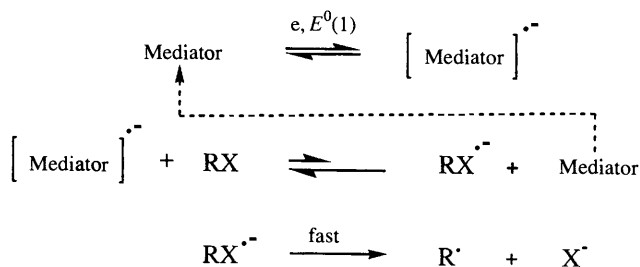 e, E⁰(1)
Mediator ⇌ [ Mediator ]•-
[ Mediator ]•- + RX ⇌ RX•- + Mediator
fast
RX•- → R• + X-